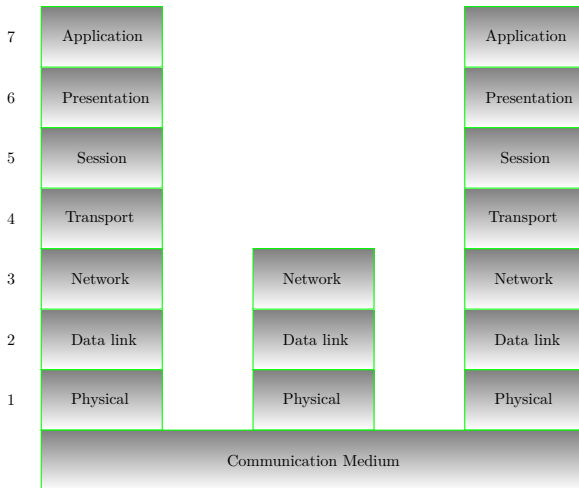 7 Application Application
6 Presentation Presentation
5 Session Session
4 Transport Transport
3 Network Network Network
2 Data link Data link Data link
1 Physical Physical Physical
Communication Medium